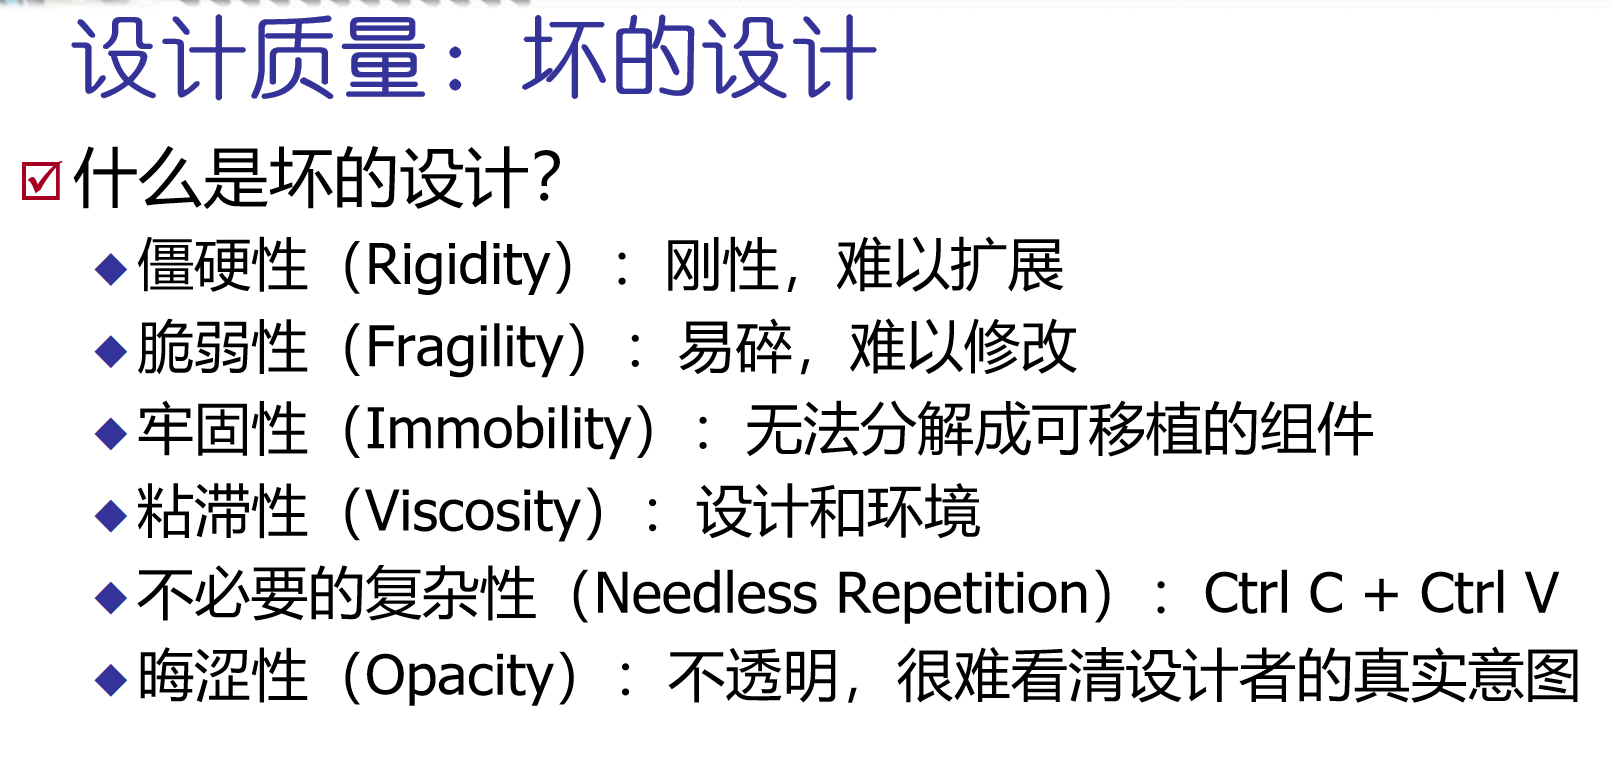 设计质量：坏的设计
什么是坏的设计？
僵硬性（Rigidity）：刚性，难以扩展
脆弱性（Fragility）：易碎，难以修改
牢固性（Immobility）：无法分解成可移植的组件
粘滞性（Viscosity）：设计和环境
不必要的复杂性（Needless Repetition）：Ctrl C + Ctrl V
晦涩性（Opacity）：不透明，很难看清设计者的真实意图